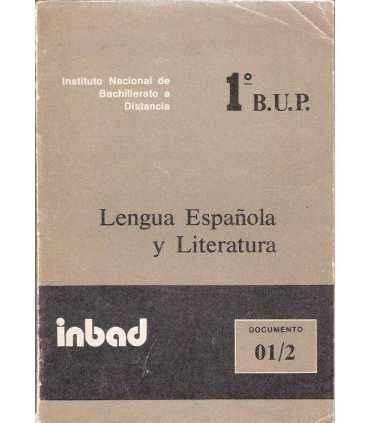 Instituto Nacional de
Bachillerato a
Distancia
1º B.U.P.
Lengua Española
y Literatura
inbad
DOCUMENTO
01/2